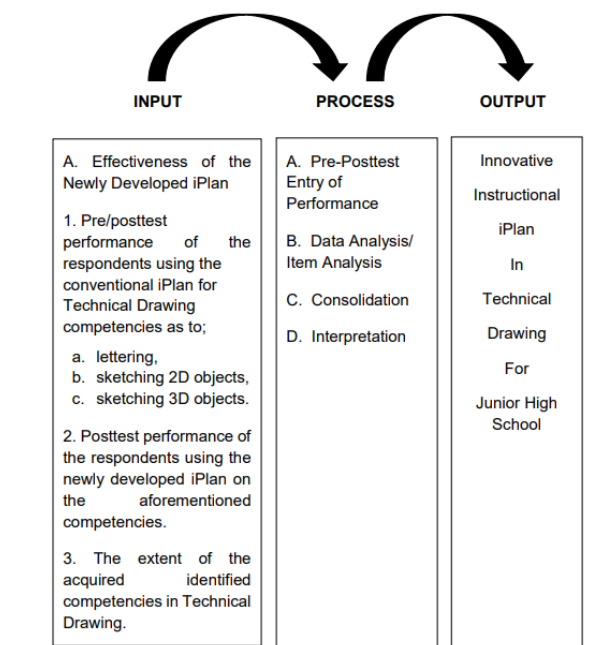 INPUT
PROCESS
OUTPUT
A. Effectiveness of the
Newly Developed iPlan
1. Pre/posttest
performance of the
respondents using the
conventional iPlan for
Technical Drawing
competencies as to;
a. lettering,
b. sketching 2D objects,
c. sketching 3D objects.
2. Posttest performance of
the respondents using the
newly developed iPlan on
the aforementioned
competencies.
3. The extent of the
acquired identified
competencies in Technical
Drawing.
A. Pre-Posttest
Entry of
Performance
B. Data Analysis/
Item Analysis
C. Consolidation
D. Interpretation
Innovative
Instructional
iPlan
In
Technical
Drawing
For
Junior High
School